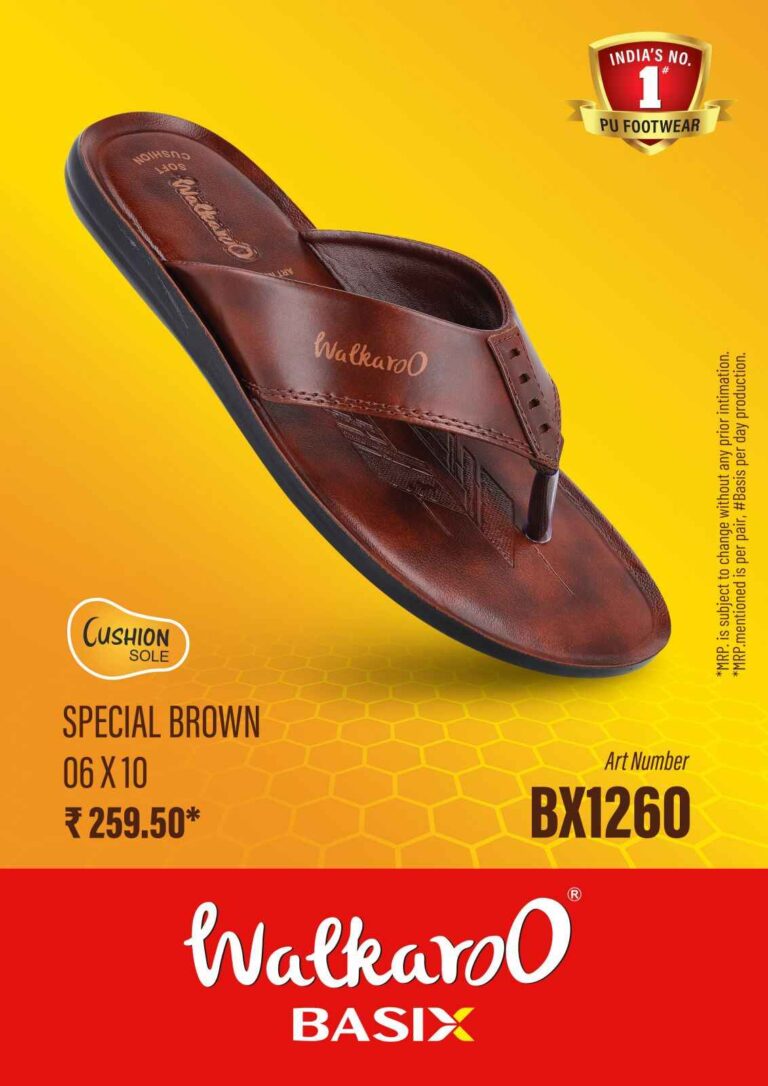 INDIA'S NO.
1#
PU FOOTWEAR
SOFT
CUSHION
WalkaroO
ART
WalkaroO
*MRP. is subject to change without any prior intimation.
*MRP.mentioned is per pair, #Basis per day production.
CUSHION
SOLE
SPECIAL BROWN
06 X 10
₹ 259.50*
Art Number
BX1260
WalkaroO®
BASIX